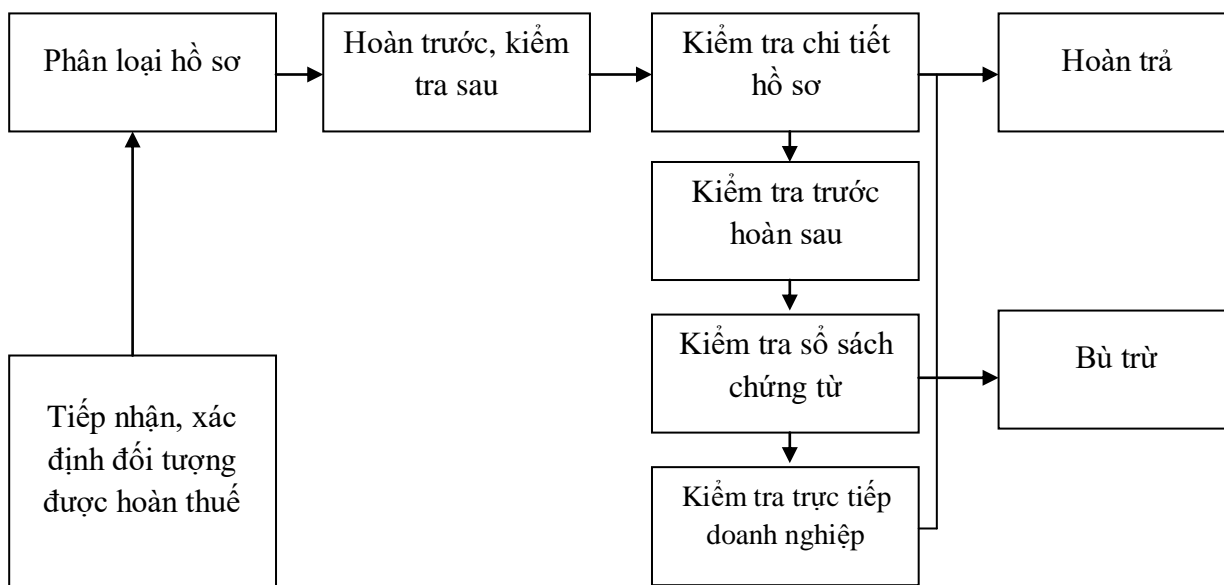 Phân loại hồ sơ
Hoàn trước, kiểm
tra sau
Kiểm tra chi tiết
hồ sơ
Hoàn trả
Kiểm tra trước
hoàn sau
Kiểm tra sổ sách
chứng từ
Bù trừ
Tiếp nhận, xác
định đối tượng
được hoàn thuế
Kiểm tra trực tiếp
doanh nghiệp